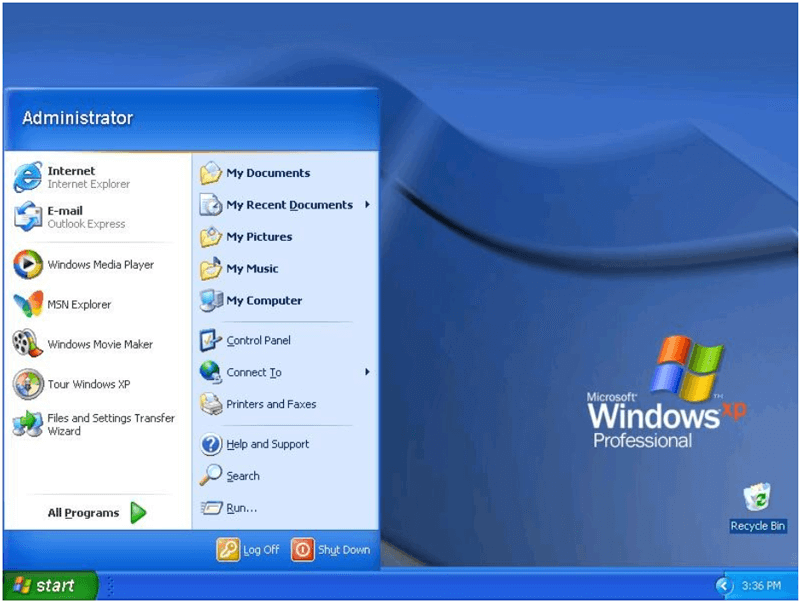 Administrator
Internet
Internet Explorer
E-mail
Outlook Express
Windows Media Player
MSN Explorer
Windows Movie Maker
Tour Windows XP
Files and Settings Transfer
Wizard
All Programs
My Documents
My Recent Documents
My Pictures
My Music
My Computer
Control Panel
Connect To
Printers and Faxes
Help and Support
Search
Run...
Log Off
Shut Down
Microsoft®
Windows xp™
Professional
Recycle Bin
start
3:36 PM